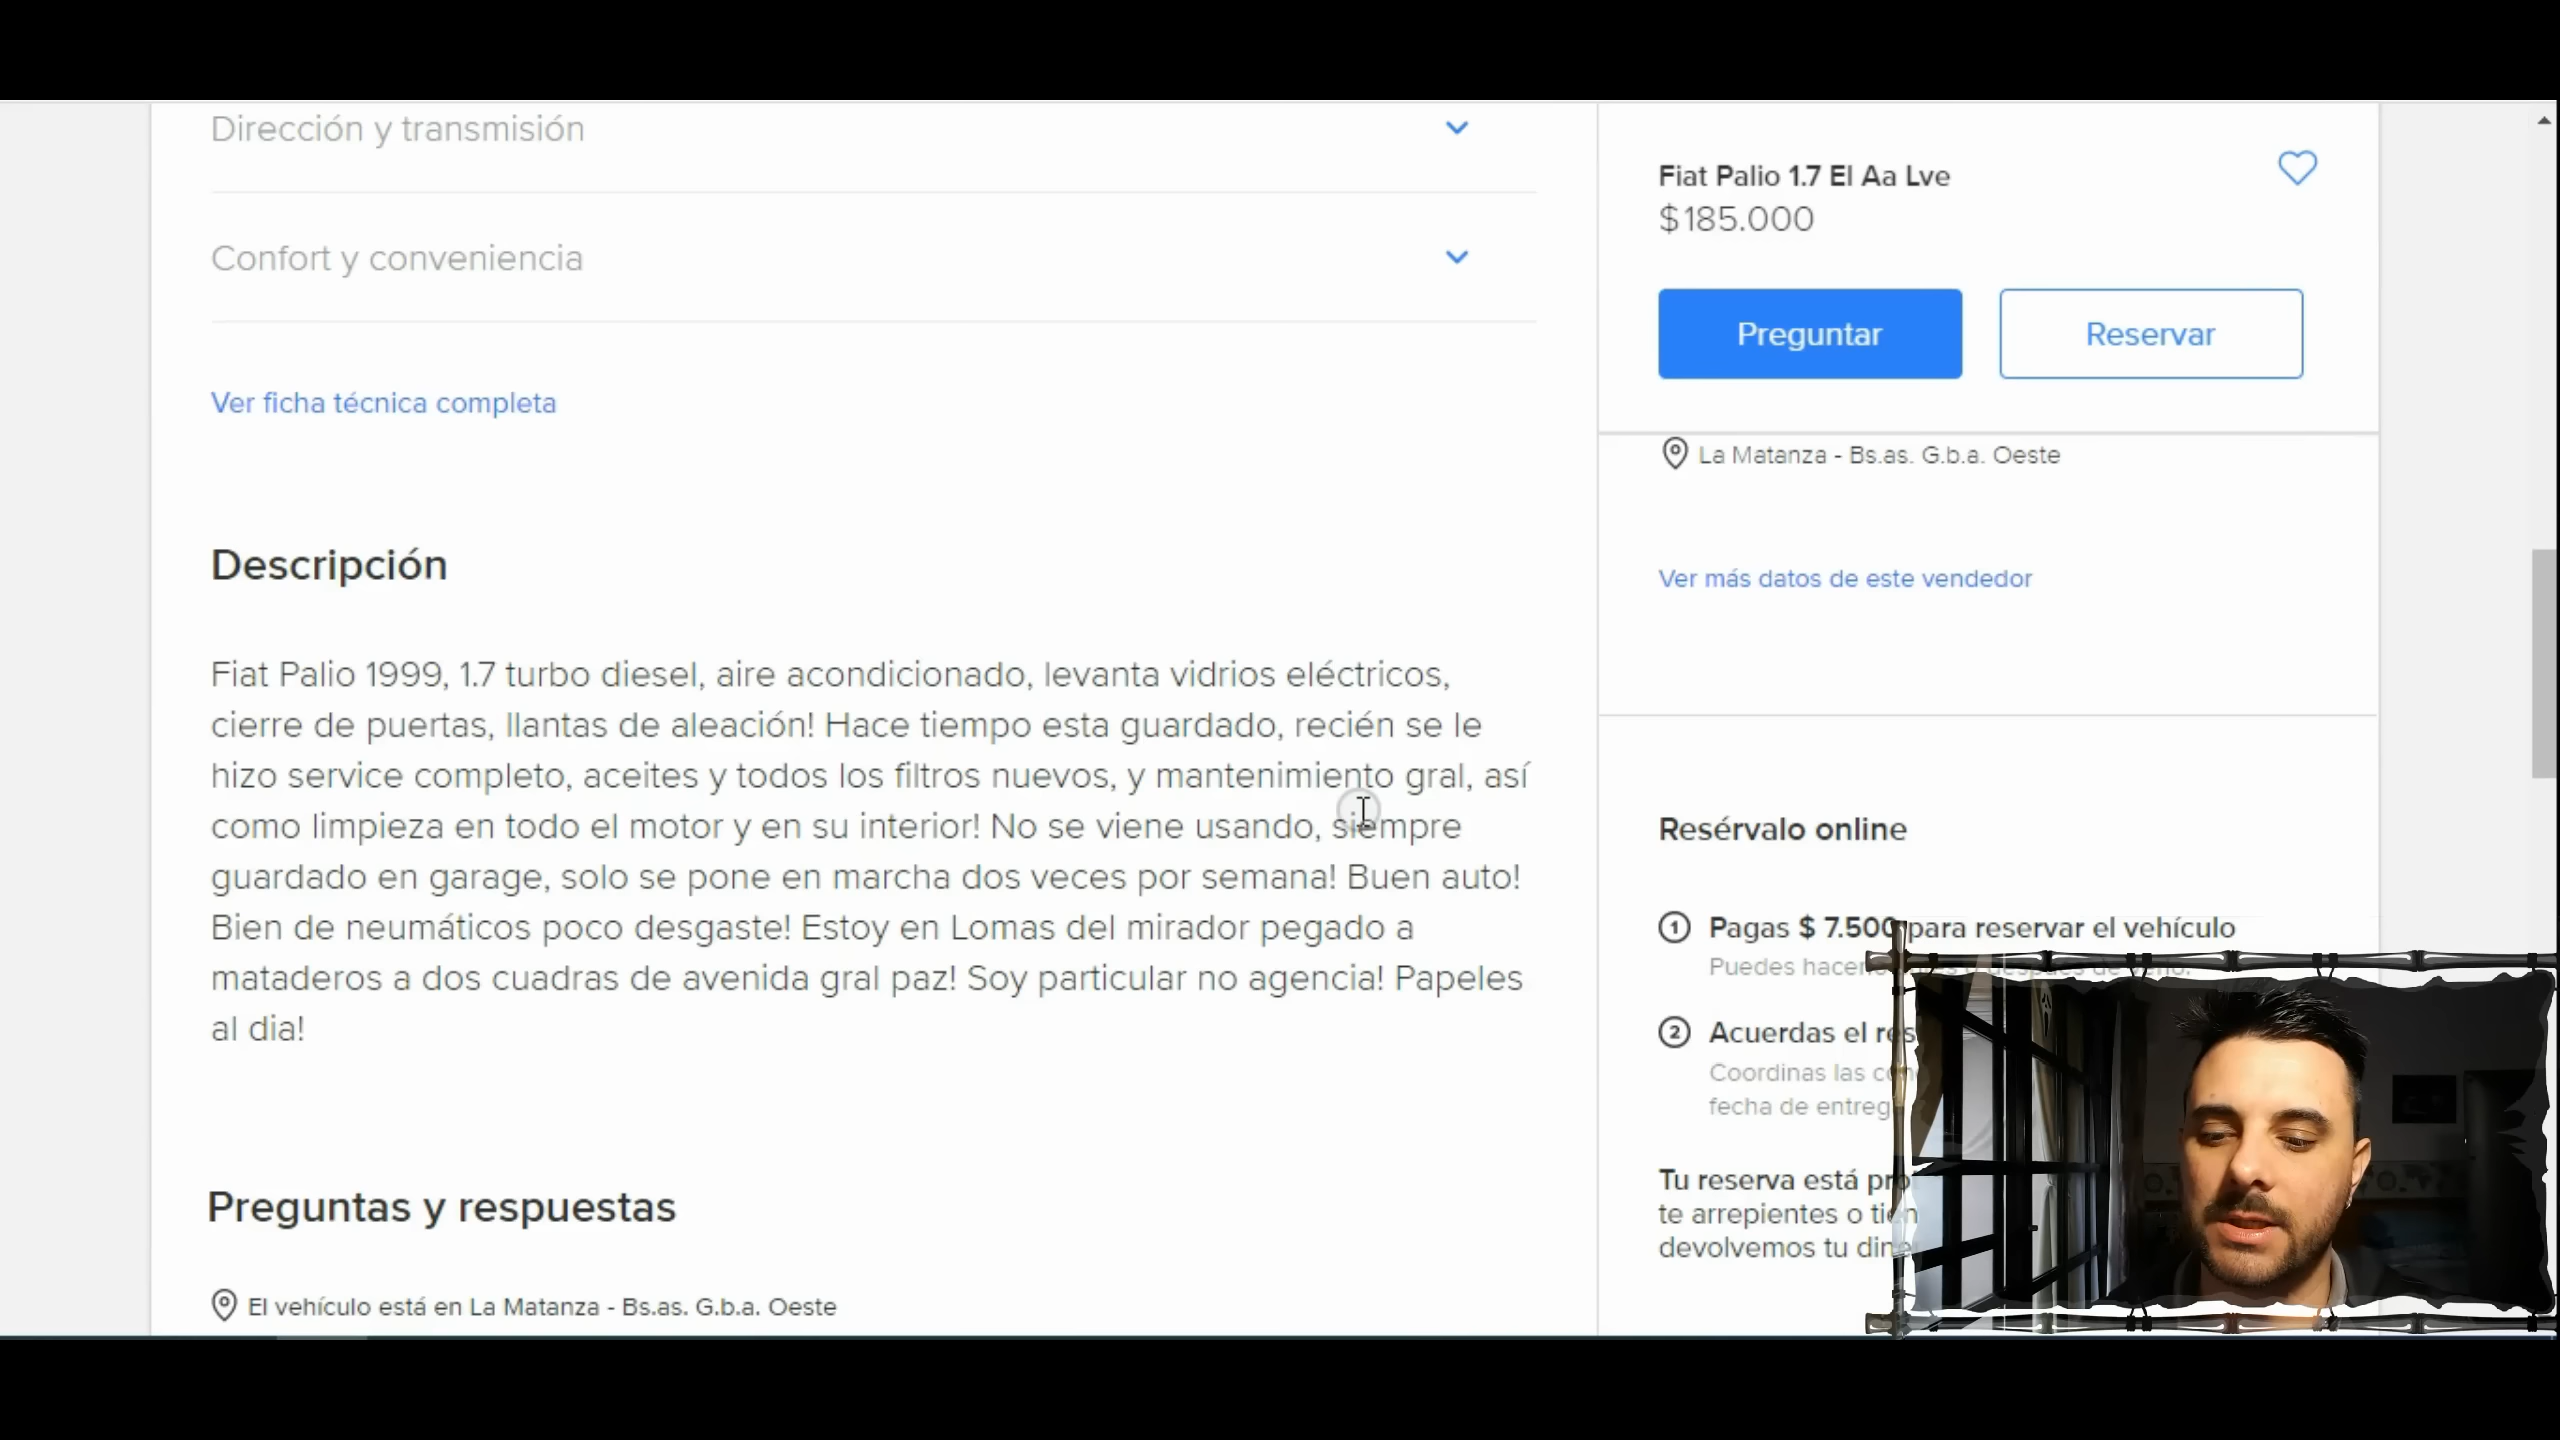 Dirección y transmisión
Confort y conveniencia
Ver ficha técnica completa
Descripción
Fiat Palio 1999, 1.7 turbo diesel, aire acondicionado, levanta vidrios eléctricos,
cierre de puertas, llantas de aleación! Hace tiempo esta guardado, recién se le
hizo service completo, aceites y todos los filtros nuevos, y mantenimiento gral, así
como limpieza en todo el motor y en su interior! No se viene usando, siempre
guardado en garage, solo se pone en marcha dos veces por semana! Buen auto!
Bien de neumáticos poco desgaste! Estoy en Lomas del mirador pegado a
mataderos a dos cuadras de avenida gral paz! Soy particular no agencia! Papeles
al dia!
Preguntas y respuestas
El vehículo está en La Matanza - Bs.as. G.b.a. Oeste
Fiat Palio 1.7 El Aa Lve
$185.000
Preguntar
Reservar
La Matanza - Bs.as. G.b.a. Oeste
Ver más datos de este vendedor
Resérvalo online
1 Pagas $ 7.500 para reservar el vehículo
Puedes
2 Acuerdas el
Coordinas las
fecha de
Tu reserva está
te arrepientes o
devolvemos tu